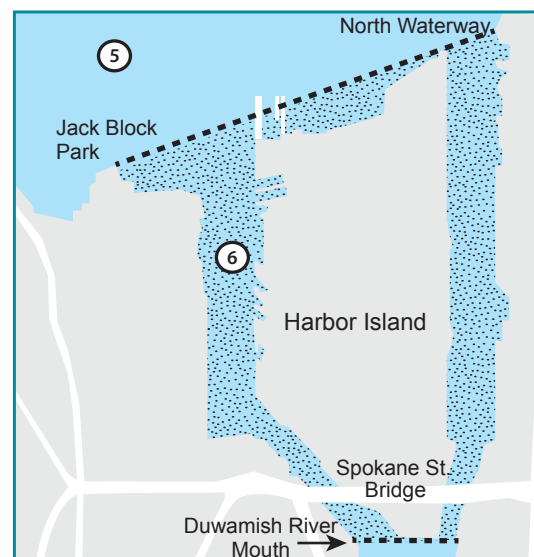 North Waterway
5
Jack Block
Park
6
Harbor Island
Spokane St.
Bridge
Duwamish River
Mouth